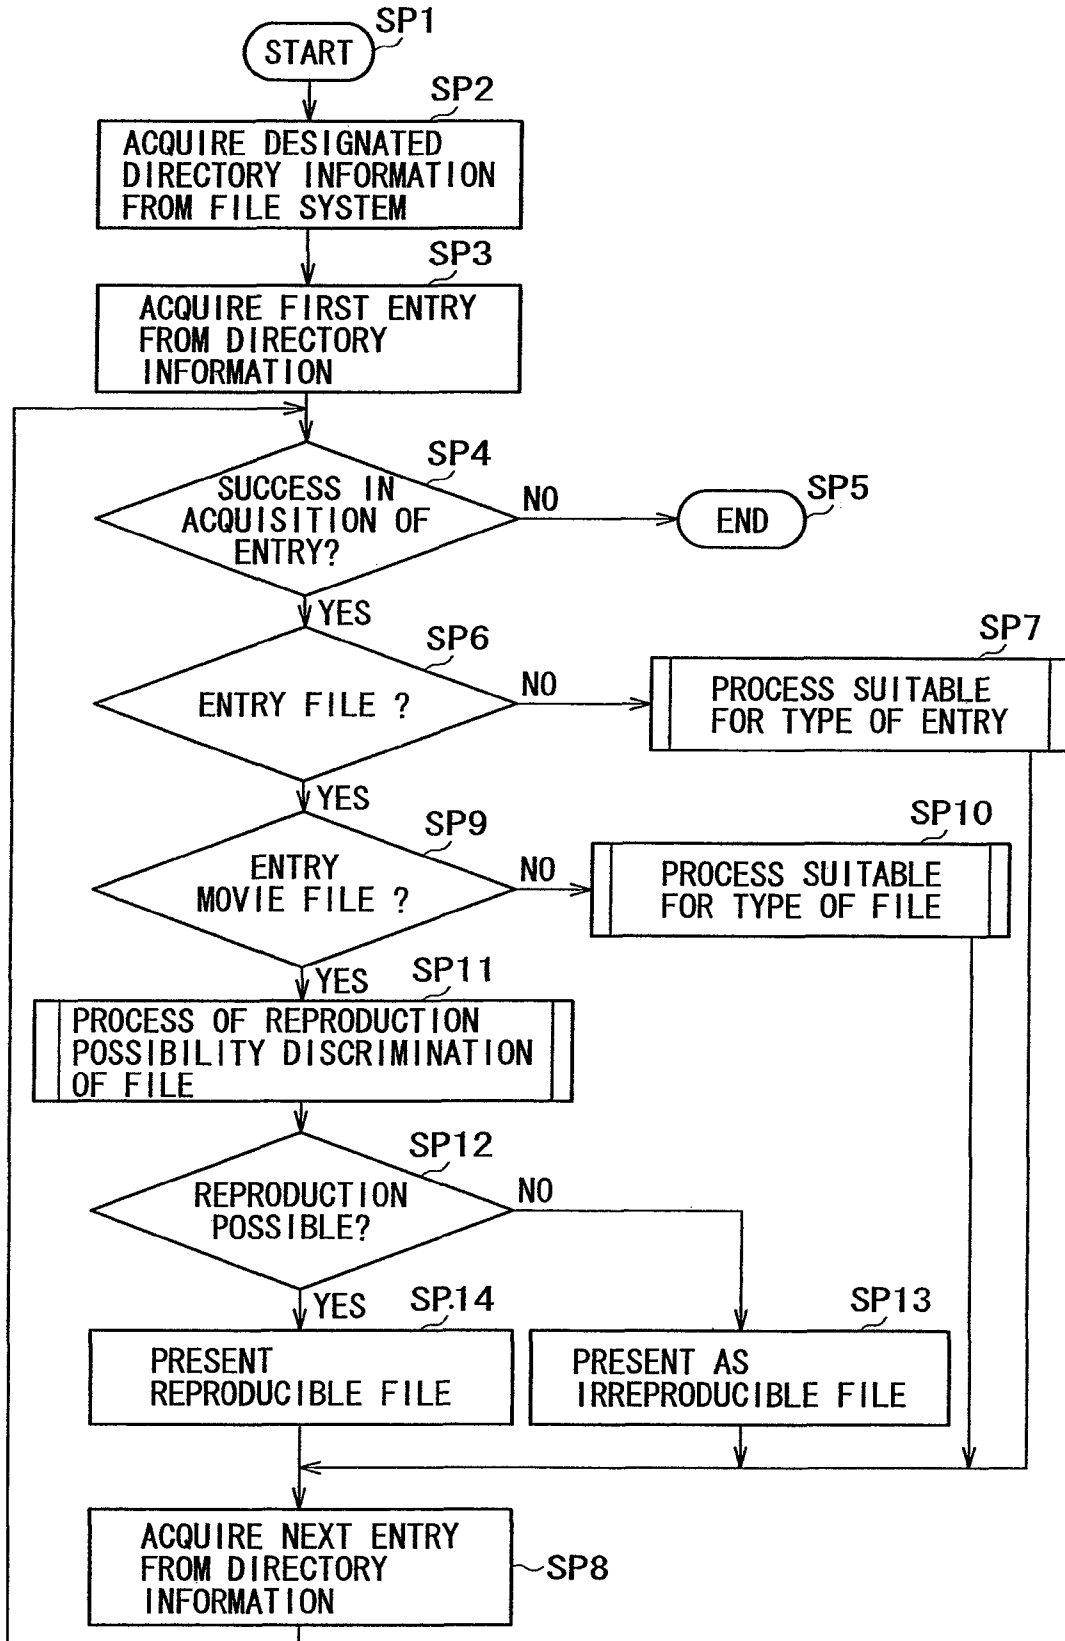 SP1
START
SP2
ACQUIRE DESIGNATED
DIRECTORY INFORMATION
FROM FILE SYSTEM
SP3
ACQUIRE FIRST ENTRY
FROM DIRECTORY
INFORMATION
SP4
SUCCESS IN
ACQUISITION OF
ENTRY?
NO
SP5
END
YES
SP6
ENTRY FILE ?
NO
SP7
PROCESS SUITABLE
FOR TYPE OF ENTRY
YES
SP9
ENTRY
MOVIE FILE ?
NO
SP10
PROCESS SUITABLE
FOR TYPE OF FILE
YES
SP11
PROCESS OF REPRODUCTION
POSSIBILITY DISCRIMINATION
OF FILE
SP12
REPRODUCTION
POSSIBLE?
NO
YES
SP.14
PRESENT
REPRODUCIBLE FILE
SP13
PRESENT AS
IRREPRODUCIBLE FILE
ACQUIRE NEXT ENTRY
FROM DIRECTORY
INFORMATION
SP8